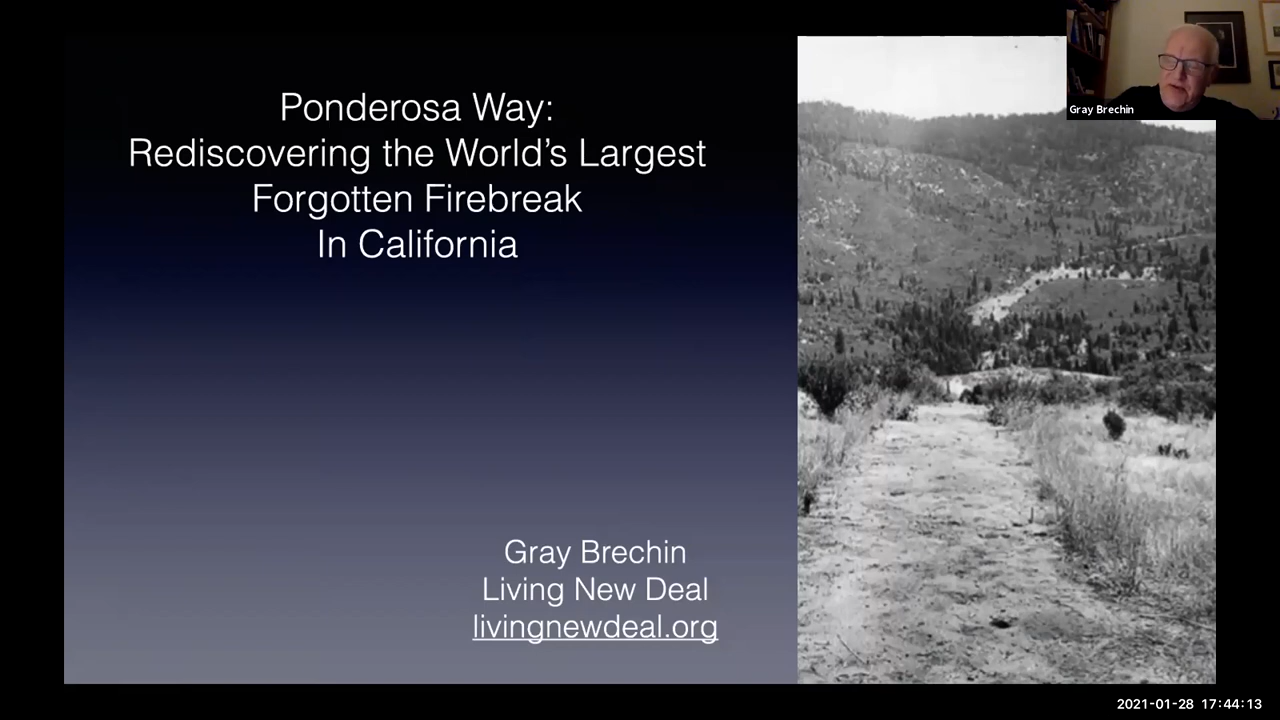 Ponderosa Way:
Rediscovering the World's Largest
Forgotten Firebreak
In California
Gray Brechin
Gray Brechin
Living New Deal
livingnewdeal.org
2021-01-28 17:44:13